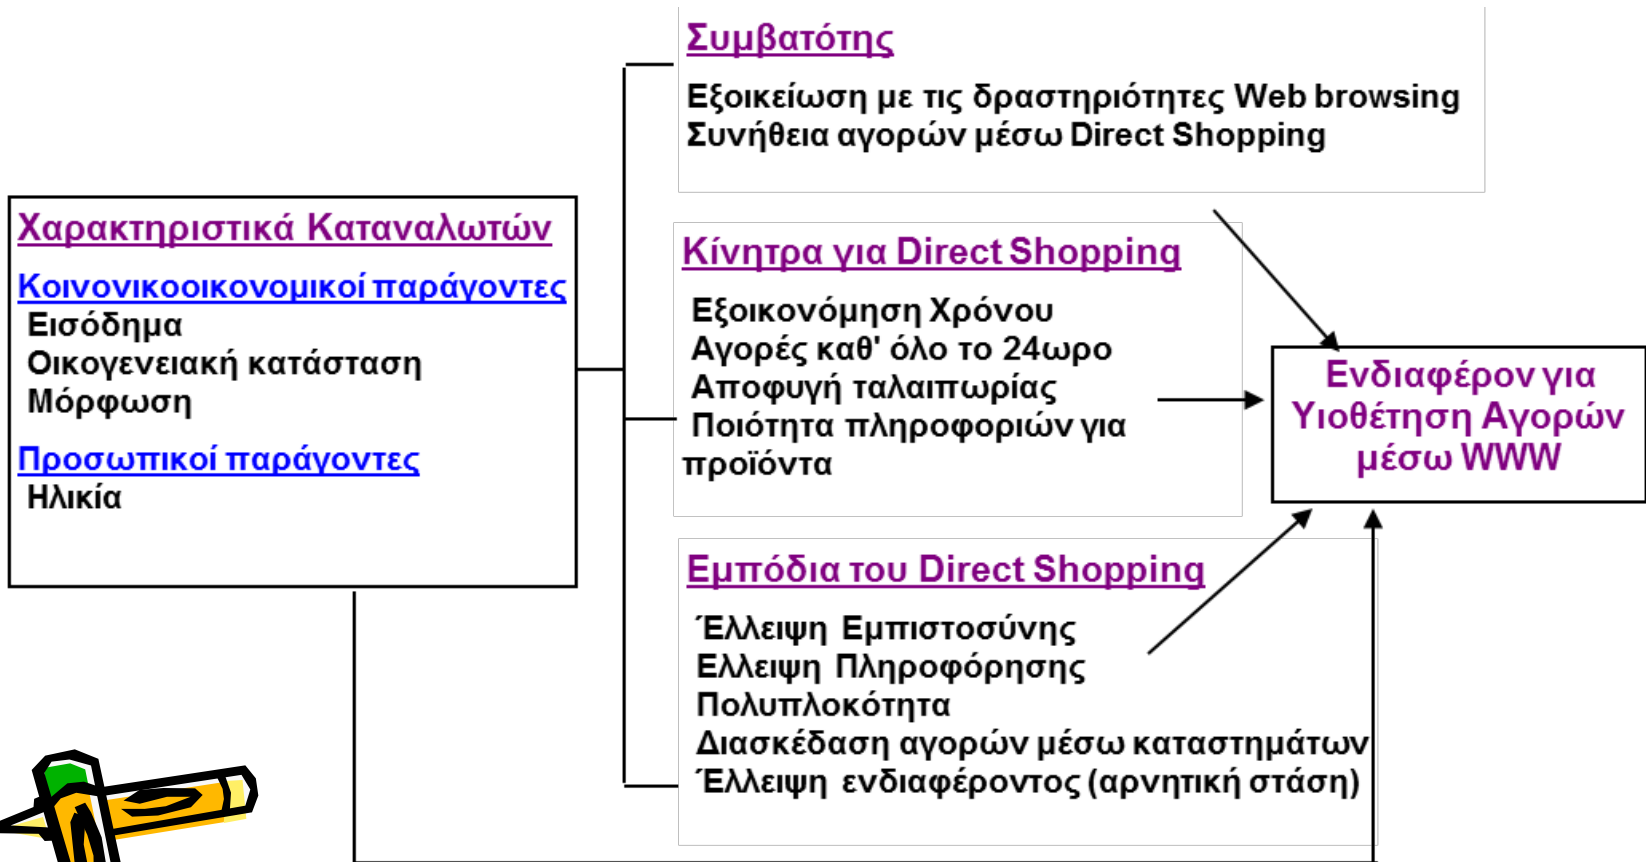 Συμβατότης
Εξοικείωση με τις δραστηριότητες Web browsing
Συνήθεια αγορών μέσω Direct Shopping
Χαρακτηριστικά Καταναλωτών
Κοινονικοοικονομικοί παράγοντες
Εισόδημα
Οικογενειακή κατάσταση
Μόρφωση
Προσωπικοί παράγοντες
Ηλικία
Κίνητρα για Direct Shopping
Εξοικονόμηση Χρόνου
Αγορές καθ' όλο το 24ωρο
Αποφυγή ταλαιπωρίας
Ποιότητα πληροφοριών για
προϊόντα
Εμπόδια του Direct Shopping
Έλλειψη Εμπιστοσύνης
Ελλειψη Πληροφόρησης
Πολυπλοκότητα
Διασκέδαση αγορών μέσω καταστημάτων
Έλλειψη ενδιαφέροντος (αρνητική στάση)
Ενδιαφέρον για
Υιοθέτηση Αγορών
μέσω WWW